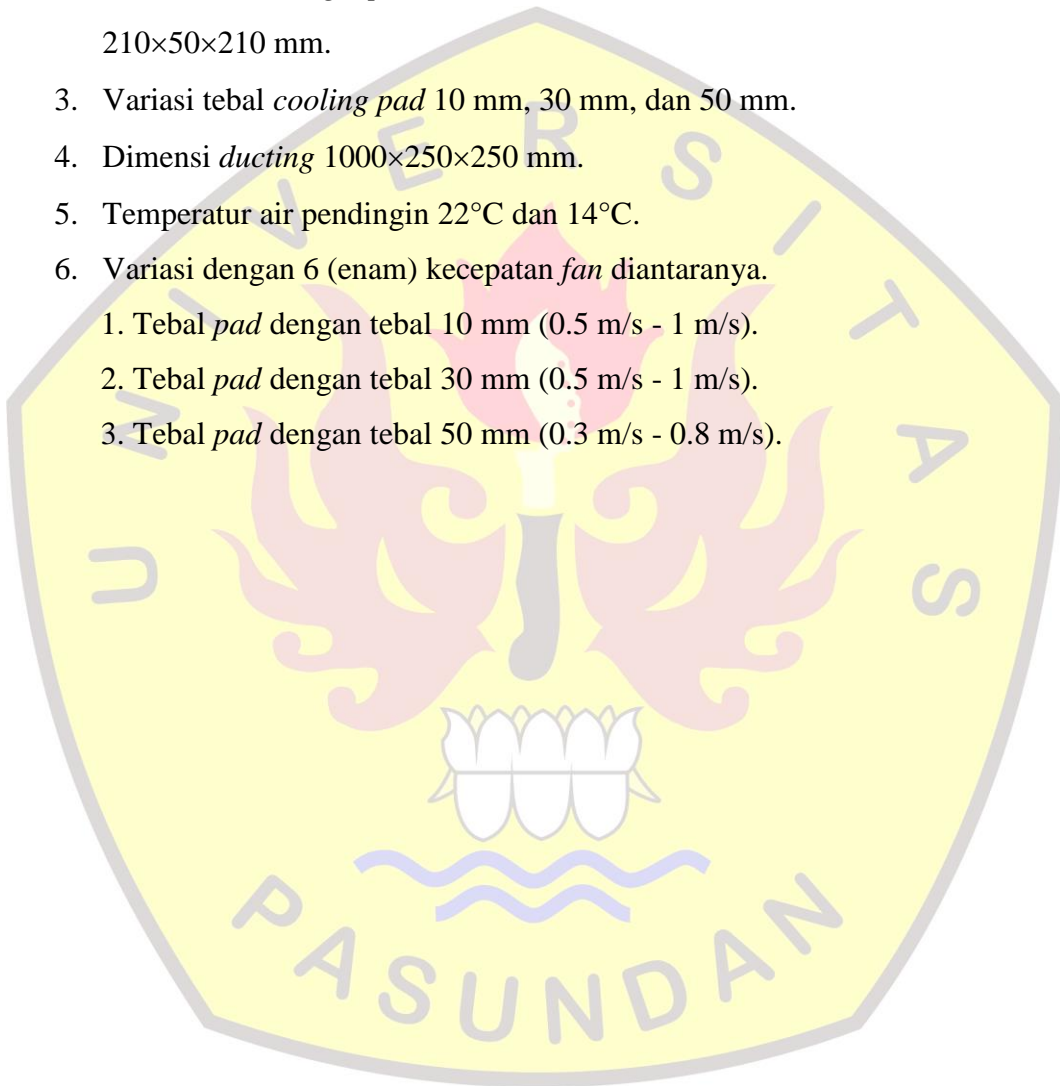 210×50×210 mm.
3. Variasi tebal cooling pad 10 mm, 30 mm, dan 50 mm.
4. Dimensi ducting 1000×250×250 mm.
5. Temperatur air pendingin 22°C dan 14°C.
6. Variasi dengan 6 (enam) kecepatan fan diantaranya.
1. Tebal pad dengan tebal 10 mm (0.5 m/s - 1 m/s).
2. Tebal pad dengan tebal 30 mm (0.5 m/s - 1 m/s).
3. Tebal pad dengan tebal 50 mm (0.3 m/s - 0.8 m/s).
UNIVERSITAS
PASUNDAN